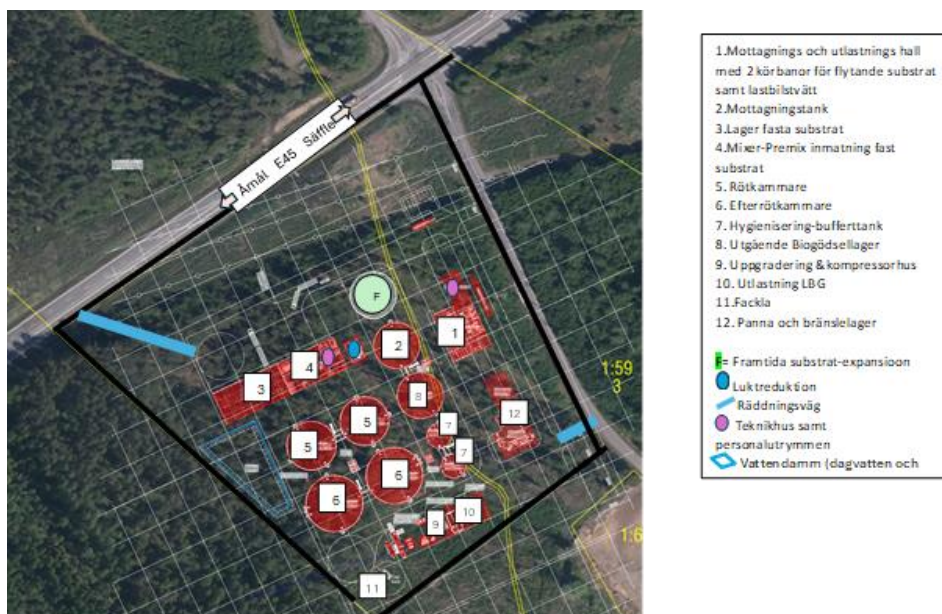 Åmål E45 Säffle
F
1
2
4
3
8
5
7
12
5
7
6
6
10
9
11
1:59
3
1:6
1.Mottagnings och utlastnings hall
med 2 körbanor för flytande substrat
samt lastbilstvätt
2.Mottagningstank
3.Lager fasta substrat
4.Mixer-Premix inmatning fast
substrat
5. Rötkammare
6. Efterrötkammare
7. Hygienisering-bufferttank
8. Utgående Biogödsellager
9. Uppgradering & kompressorhus
10. Utlastning LBG
11.Fackla
12. Panna och bränslelager
F= Framtida substrat-expansioon
Luktreduktion
Räddningsväg
Teknikhus samt
personalutrymmen
Vattendamm (dagvatten och